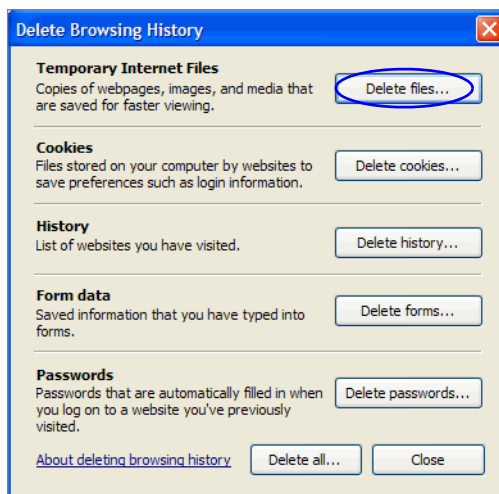 Delete Browsing History
Temporary Internet Files
Copies of webpages, images, and media that
are saved for faster viewing.
Delete files...
Cookies
Files stored on your computer by websites to
save preferences such as login information.
Delete cookies...
History
List of websites you have visited.
Delete history...
Form data
Saved information that you have typed into
forms.
Delete forms...
Passwords
Passwords that are automatically filled in when
you log on to a website you've previously
visited.
Delete passwords...
About deleting browsing history
Delete all...
Close